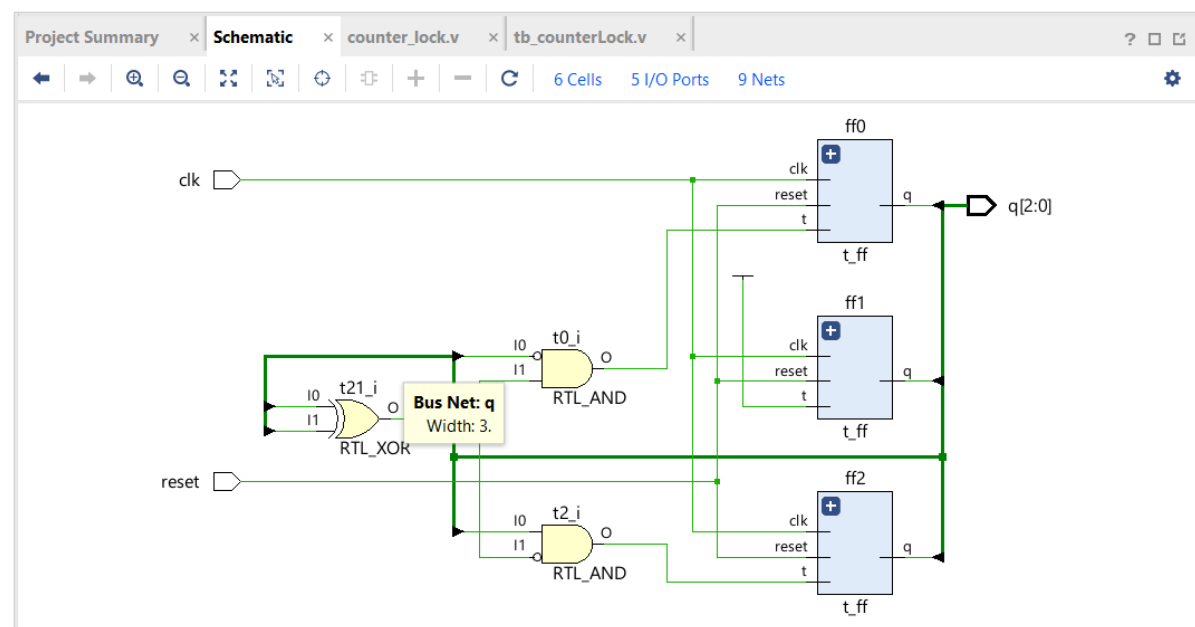 Project Summary × Schematic × counter_lock.v × tb_counterLock.v × ?
6 Cells 5 I/O Ports 9 Nets
ff0
clk
reset
t
q
t_ff
clk
q[2:0]
ff1
clk
reset
t
q
t_ff
t0_i
I0
I1
O
RTL_AND
t21_i
I0
I1
O
RTL_XOR
Bus Net: q
Width: 3.
reset
ff2
clk
reset
t
q
t_ff
t2_i
I0
I1
O
RTL_AND